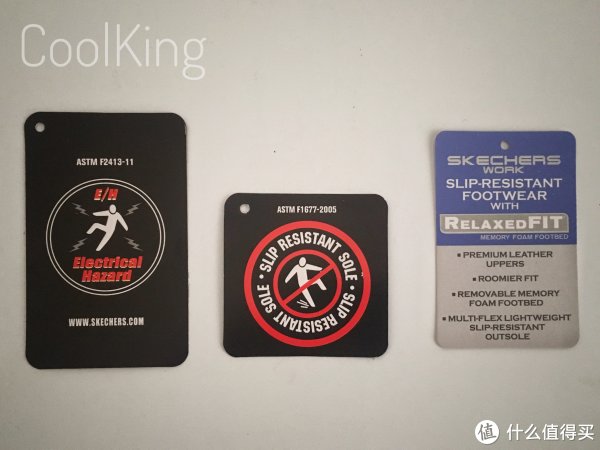 CoolKing
ASTM F2413-11
E/H
Electrical
Hazard
WWW.SKECHERS.COM
ASTM F1677-2005
SLIP RESISTANT SOLE • SLIP RESISTANT SOLE •
SKECHERS
WORK
SLIP-RESISTANT
FOOTWEAR
WITH
RELAXEDFIT
MEMORY FOAM FOOTBED
▪ PREMIUM LEATHER
UPPERS
▪ ROOMIER FIT
▪ REMOVABLE MEMORY
FOAM FOOTBED
▪ MULTI-FLEX LIGHTWEIGHT
SLIP-RESISTANT
OUTSOLE
值 什么值得买